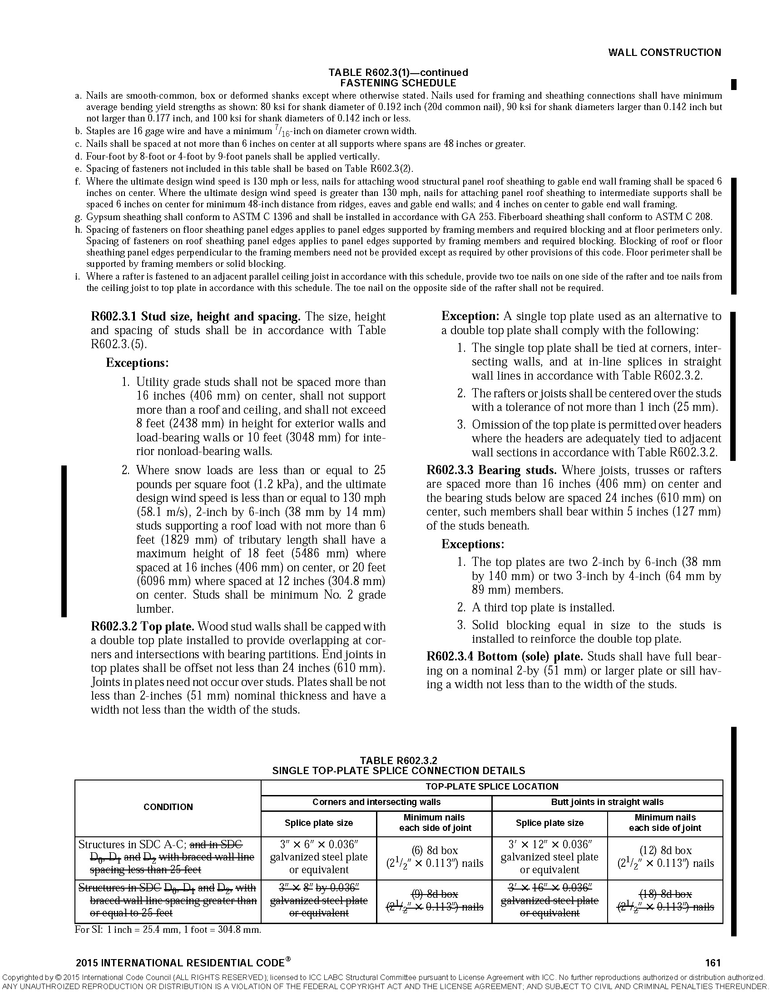 WALL CONSTRUCTION
TABLE R602.3(1)—continued
FASTENING SCHEDULE
a. Nails are smooth-common, box or deformed shanks except where otherwise stated. Nails used for framing and sheathing connections shall have minimum
average bending yield strengths as shown: 80 ksi for shank diameter of 0.192 inch (20d common nail), 90 ksi for shank diameters larger than 0.142 inch but
not larger than 0.177 inch, and 100 ksi for shank diameters of 0.142 inch or less.
b. Staples are 16 gage wire and have a minimum 7/16-inch on diameter crown width.
c. Nails shall be spaced at not more than 6 inches on center at all supports where spans are 48 inches or greater.
d. Four-foot by 8-foot or 4-foot by 9-foot panels shall be applied vertically.
e. Spacing of fasteners not included in this table shall be based on Table R602.3(2).
f. Where the ultimate design wind speed is 130 mph or less, nails for attaching wood structural panel roof sheathing to gable end wall framing shall be spaced 6
inches on center. Where the ultimate design wind speed is greater than 130 mph, nails for attaching panel roof sheathing to intermediate supports shall be
spaced 6 inches on center for minimum 48-inch distance from ridges, eaves and gable end walls; and 4 inches on center to gable end wall framing.
g. Gypsum sheathing shall conform to ASTM C 1396 and shall be installed in accordance with GA 253. Fiberboard sheathing shall conform to ASTM C 208.
h. Spacing of fasteners on floor sheathing panel edges applies to panel edges supported by framing members and required blocking and at floor perimeters only.
Spacing of fasteners on roof sheathing panel edges applies to panel edges supported by framing members and required blocking. Blocking of roof or floor
sheathing panel edges perpendicular to the framing members need not be provided except as required by other provisions of this code. Floor perimeter shall be
supported by framing members or solid blocking.
i. Where a rafter is fastened to an adjacent parallel ceiling joist in accordance with this schedule, provide two toe nails on one side of the rafter and toe nails from
the ceiling joist to top plate in accordance with this schedule. The toe nail on the opposite side of the rafter shall not be required.
R602.3.1 Stud size, height and spacing. The size, height
and spacing of studs shall be in accordance with Table
R602.3.(5).
Exceptions:
1. Utility grade studs shall not be spaced more than
16 inches (406 mm) on center, shall not support
more than a roof and ceiling, and shall not exceed
8 feet (2438 mm) in height for exterior walls and
load-bearing walls or 10 feet (3048 mm) for inte-
rior nonload-bearing walls.
2. Where snow loads are less than or equal to 25
pounds per square foot (1.2 kPa), and the ultimate
design wind speed is less than or equal to 130 mph
(58.1 m/s), 2-inch by 6-inch (38 mm by 14 mm)
studs supporting a roof load with not more than 6
feet (1829 mm) of tributary length shall have a
maximum height of 18 feet (5486 mm) where
spaced at 16 inches (406 mm) on center, or 20 feet
(6096 mm) where spaced at 12 inches (304.8 mm)
on center. Studs shall be minimum No. 2 grade
lumber.
R602.3.2 Top plate. Wood stud walls shall be capped with
a double top plate installed to provide overlapping at cor-
ners and intersections with bearing partitions. End joints in
top plates shall be offset not less than 24 inches (610 mm).
Joints in plates need not occur over studs. Plates shall be not
less than 2-inches (51 mm) nominal thickness and have a
width not less than the width of the studs.
Exception: A single top plate used as an alternative to
a double top plate shall comply with the following:
1. The single top plate shall be tied at corners, inter-
secting walls, and at in-line splices in straight
wall lines in accordance with Table R602.3.2.
2. The rafters or joists shall be centered over the studs
with a tolerance of not more than 1 inch (25 mm).
3. Omission of the top plate is permitted over headers
where the headers are adequately tied to adjacent
wall sections in accordance with Table R602.3.2.
R602.3.3 Bearing studs. Where joists, trusses or rafters
are spaced more than 16 inches (406 mm) on center and
the bearing studs below are spaced 24 inches (610 mm) on
center, such members shall bear within 5 inches (127 mm)
of the studs beneath.
Exceptions:
1. The top plates are two 2-inch by 6-inch (38 mm
by 140 mm) or two 3-inch by 4-inch (64 mm by
89 mm) members.
2. A third top plate is installed.
3. Solid blocking equal in size to the studs is
installed to reinforce the double top plate.
R602.3.4 Bottom (sole) plate. Studs shall have full bear-
ing on a nominal 2-by (51 mm) or larger plate or sill hav-
ing a width not less than to the width of the studs.
TABLE R602.3.2
SINGLE TOP-PLATE SPLICE CONNECTION DETAILS
CONDITION
TOP-PLATE SPLICE LOCATION
Corners and intersecting walls
Butt joints in straight walls
Splice plate size
Minimum nails
each side of joint
Splice plate size
Minimum nails
each side of joint
Structures in SDC A-C; and in SDC
D0, D1 and D2 with braced wall line
spacing less than 25 feet
3″ × 6″ × 0.036″
galvanized steel plate
or equivalent
(6) 8d box
(2 1/2″ × 0.113″) nails
3′ × 12″ × 0.036″
galvanized steel plate
or equivalent
(12) 8d box
(2 1/2″ × 0.113″) nails
Structures in SDC D0, D1 and D2, with
braced wall line spacing greater than
or equal to 25 feet
3″ × 8″ by 0.036″
galvanized steel plate
or equivalent
(9) 8d box
(2 1/2″ × 0.113″) nails
3′ × 16″ × 0.036″
galvanized steel plate
or equivalent
(18) 8d box
(2 1/2″ × 0.113″) nails
For SI: 1 inch = 25.4 mm, 1 foot = 304.8 mm.
2015 INTERNATIONAL RESIDENTIAL CODE®
161
Copyrighted by © 2015 International Code Council (ALL RIGHTS RESERVED); licensed to ICC LABC Structural Committee pursuant to License Agreement with ICC. No further reproductions authorized or distribution authorized.
ANY UNAUTHROIZED REPRODUCTION OR DISTRIBUTION IS A VIOLATION OF THE FEDERAL COPYRIGHT ACT AND THE LICENSE AGREEMENT; AND SUBJECT TO CIVIL AND CRIMINAL PENALTIES THEREUNDER.